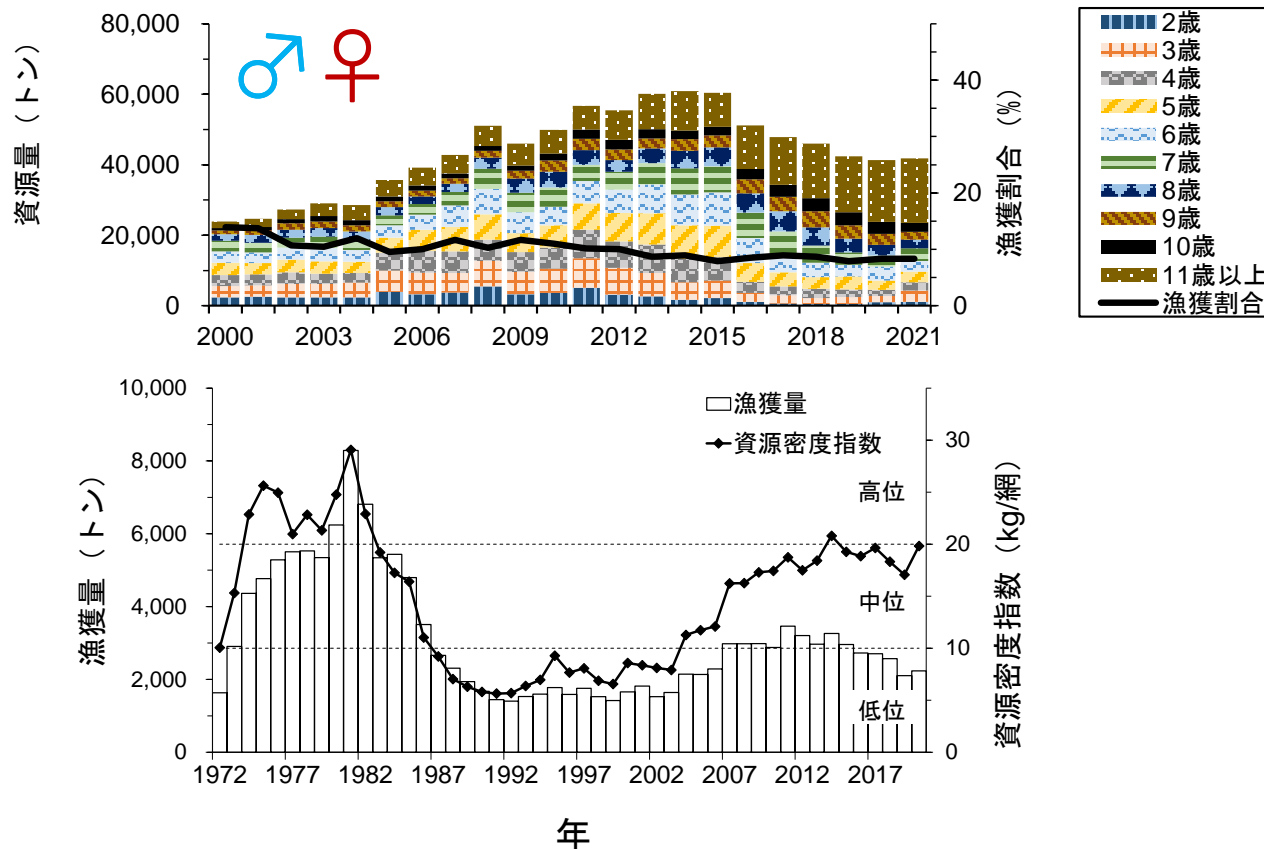 資源量（トン）
80,000
60,000
40,000
20,000
0
2000 2003 2006 2009 2012 2015 2018 2021
40
20
0
漁獲割合（%）
2歳
3歳
4歳
5歳
6歳
7歳
8歳
9歳
10歳
11歳以上
漁獲割合
漁獲量（トン）
10,000
8,000
6,000
4,000
2,000
0
漁獲量
資源密度指数
高位
中位
低位
30
20
10
0
資源密度指数（kg/網）
1972 1977 1982 1987 1992 1997 2002 2007 2012 2017
年